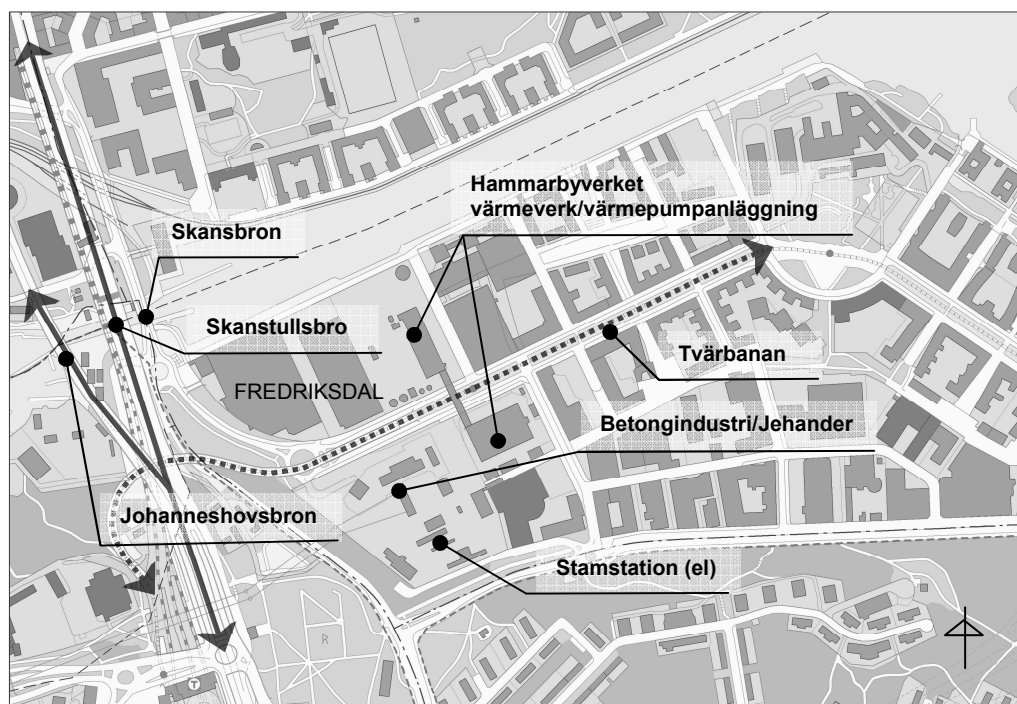 Hammarbyverket
värmeverk/värmepumpanläggning
Skansbron
Skanstullsbro
Tvärbanan
FREDRIKSDAL
Betongindustri/Jehander
Johanneshovsbron
Stamstation (el)
T